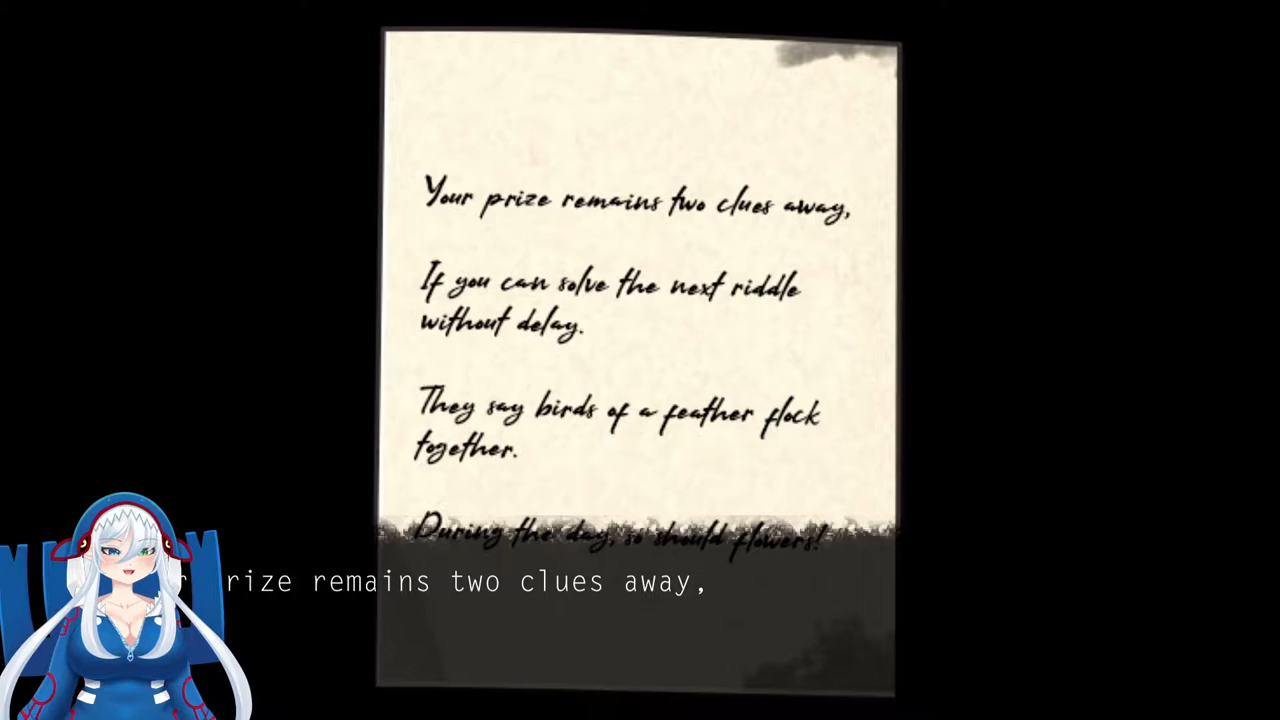 Your prize remains two clues away,
If you can solve the next riddle
without delay.
They say birds of a feather flock
together.
During the day, so should flowers!
rize remains two clues away,